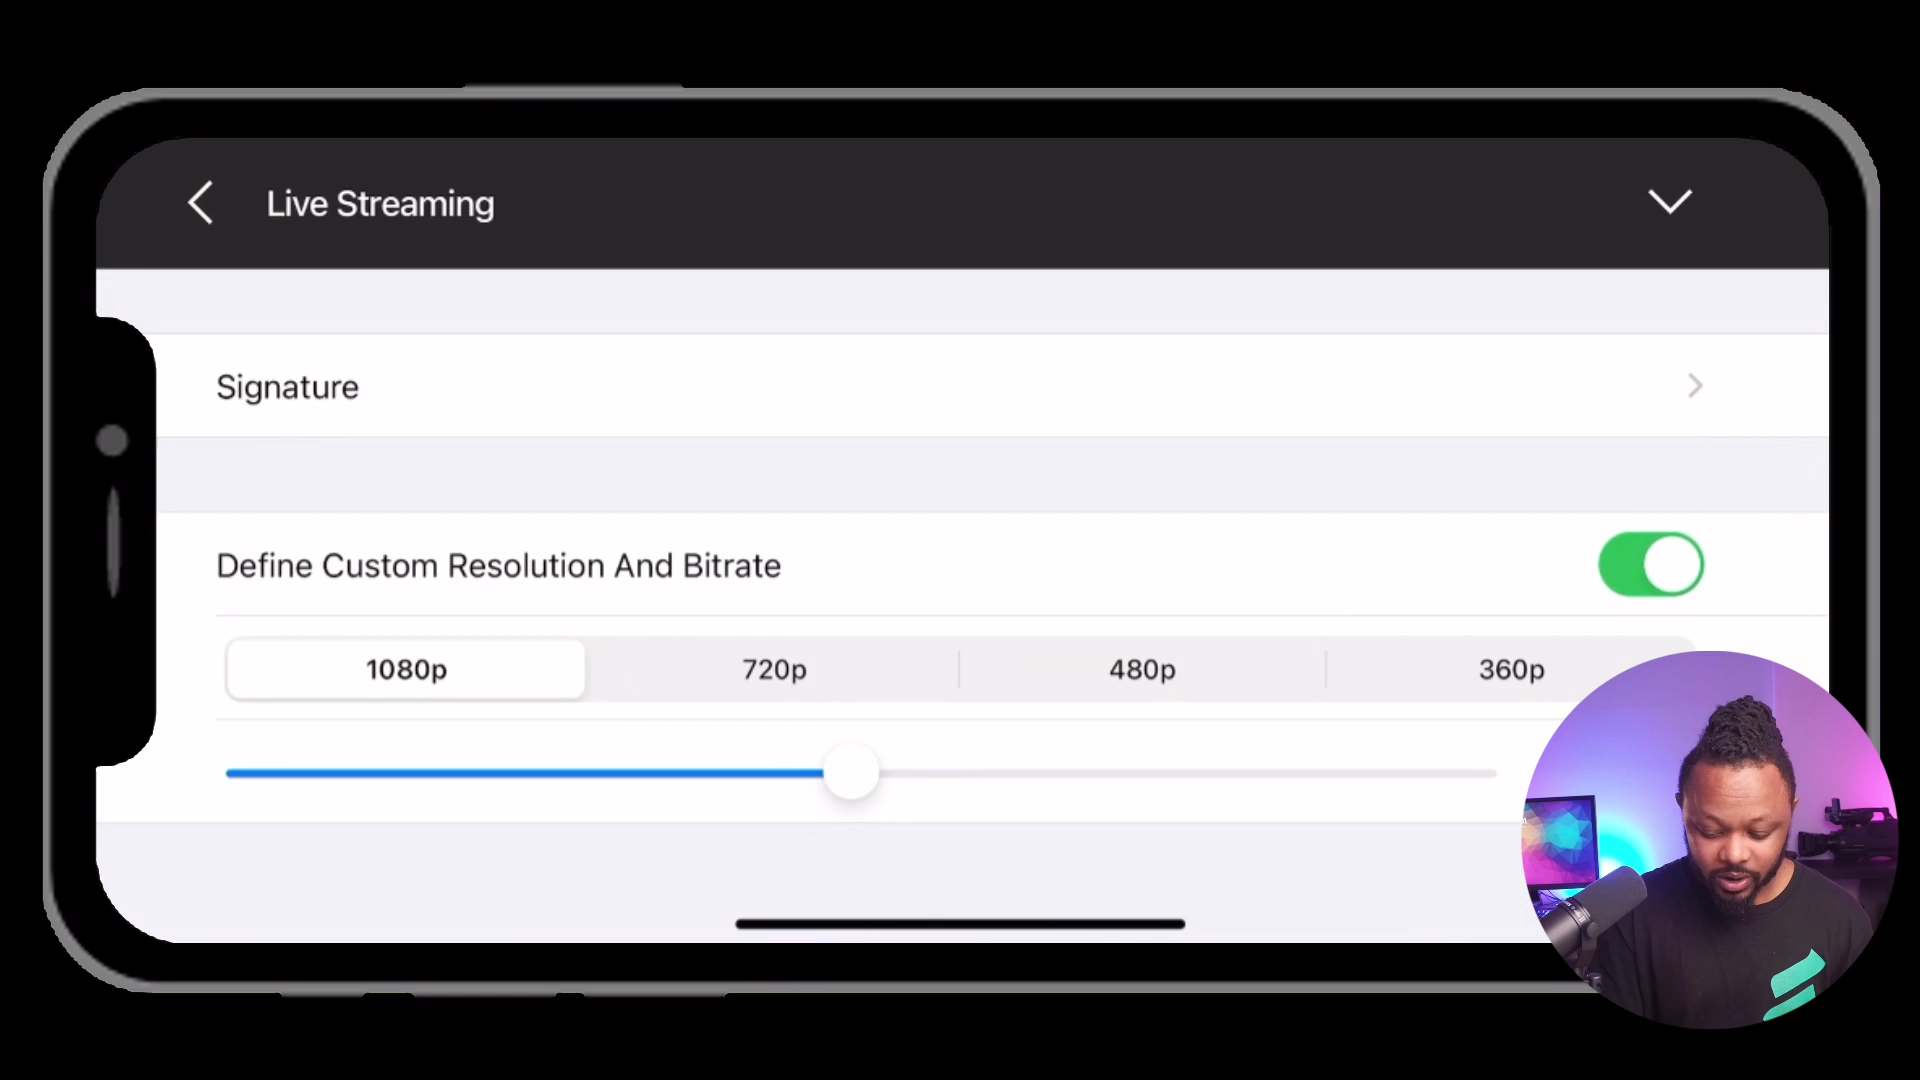 Live Streaming
Signature
Define Custom Resolution And Bitrate
1080p 720p 480p 360p